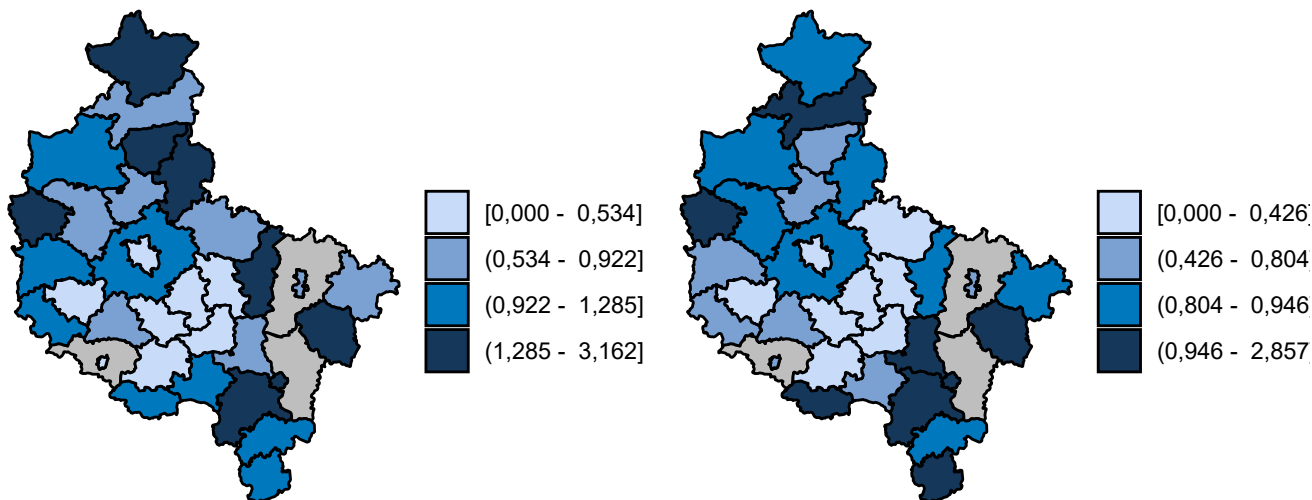 [0,000 - 0,534]
(0,534 - 0,922]
(0,922 - 1,285]
(1,285 - 3,162]
[0,000 - 0,426]
(0,426 - 0,804]
(0,804 - 0,946]
(0,946 - 2,857]